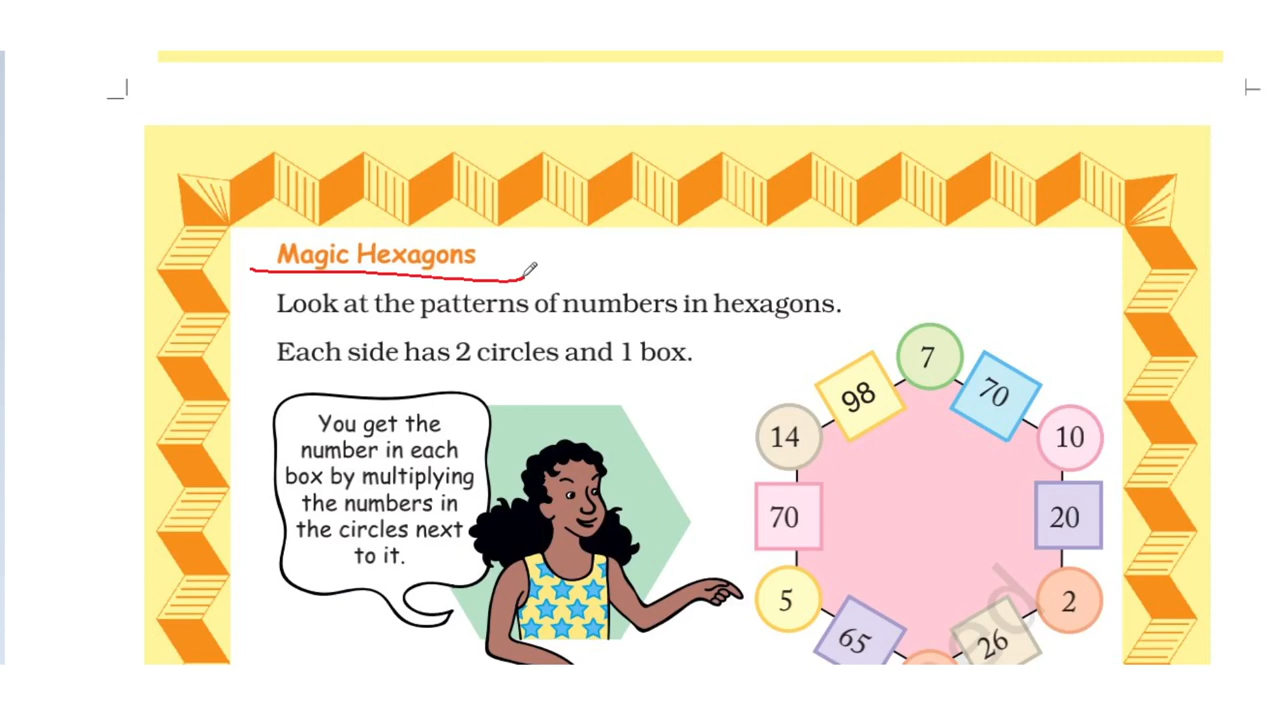 Magic Hexagons
Look at the patterns of numbers in hexagons.
Each side has 2 circles and 1 box.
You get the
number in each
box by multiplying
the numbers in
the circles next
to it.
7
98
70
14
10
70
20
5
2
65
26